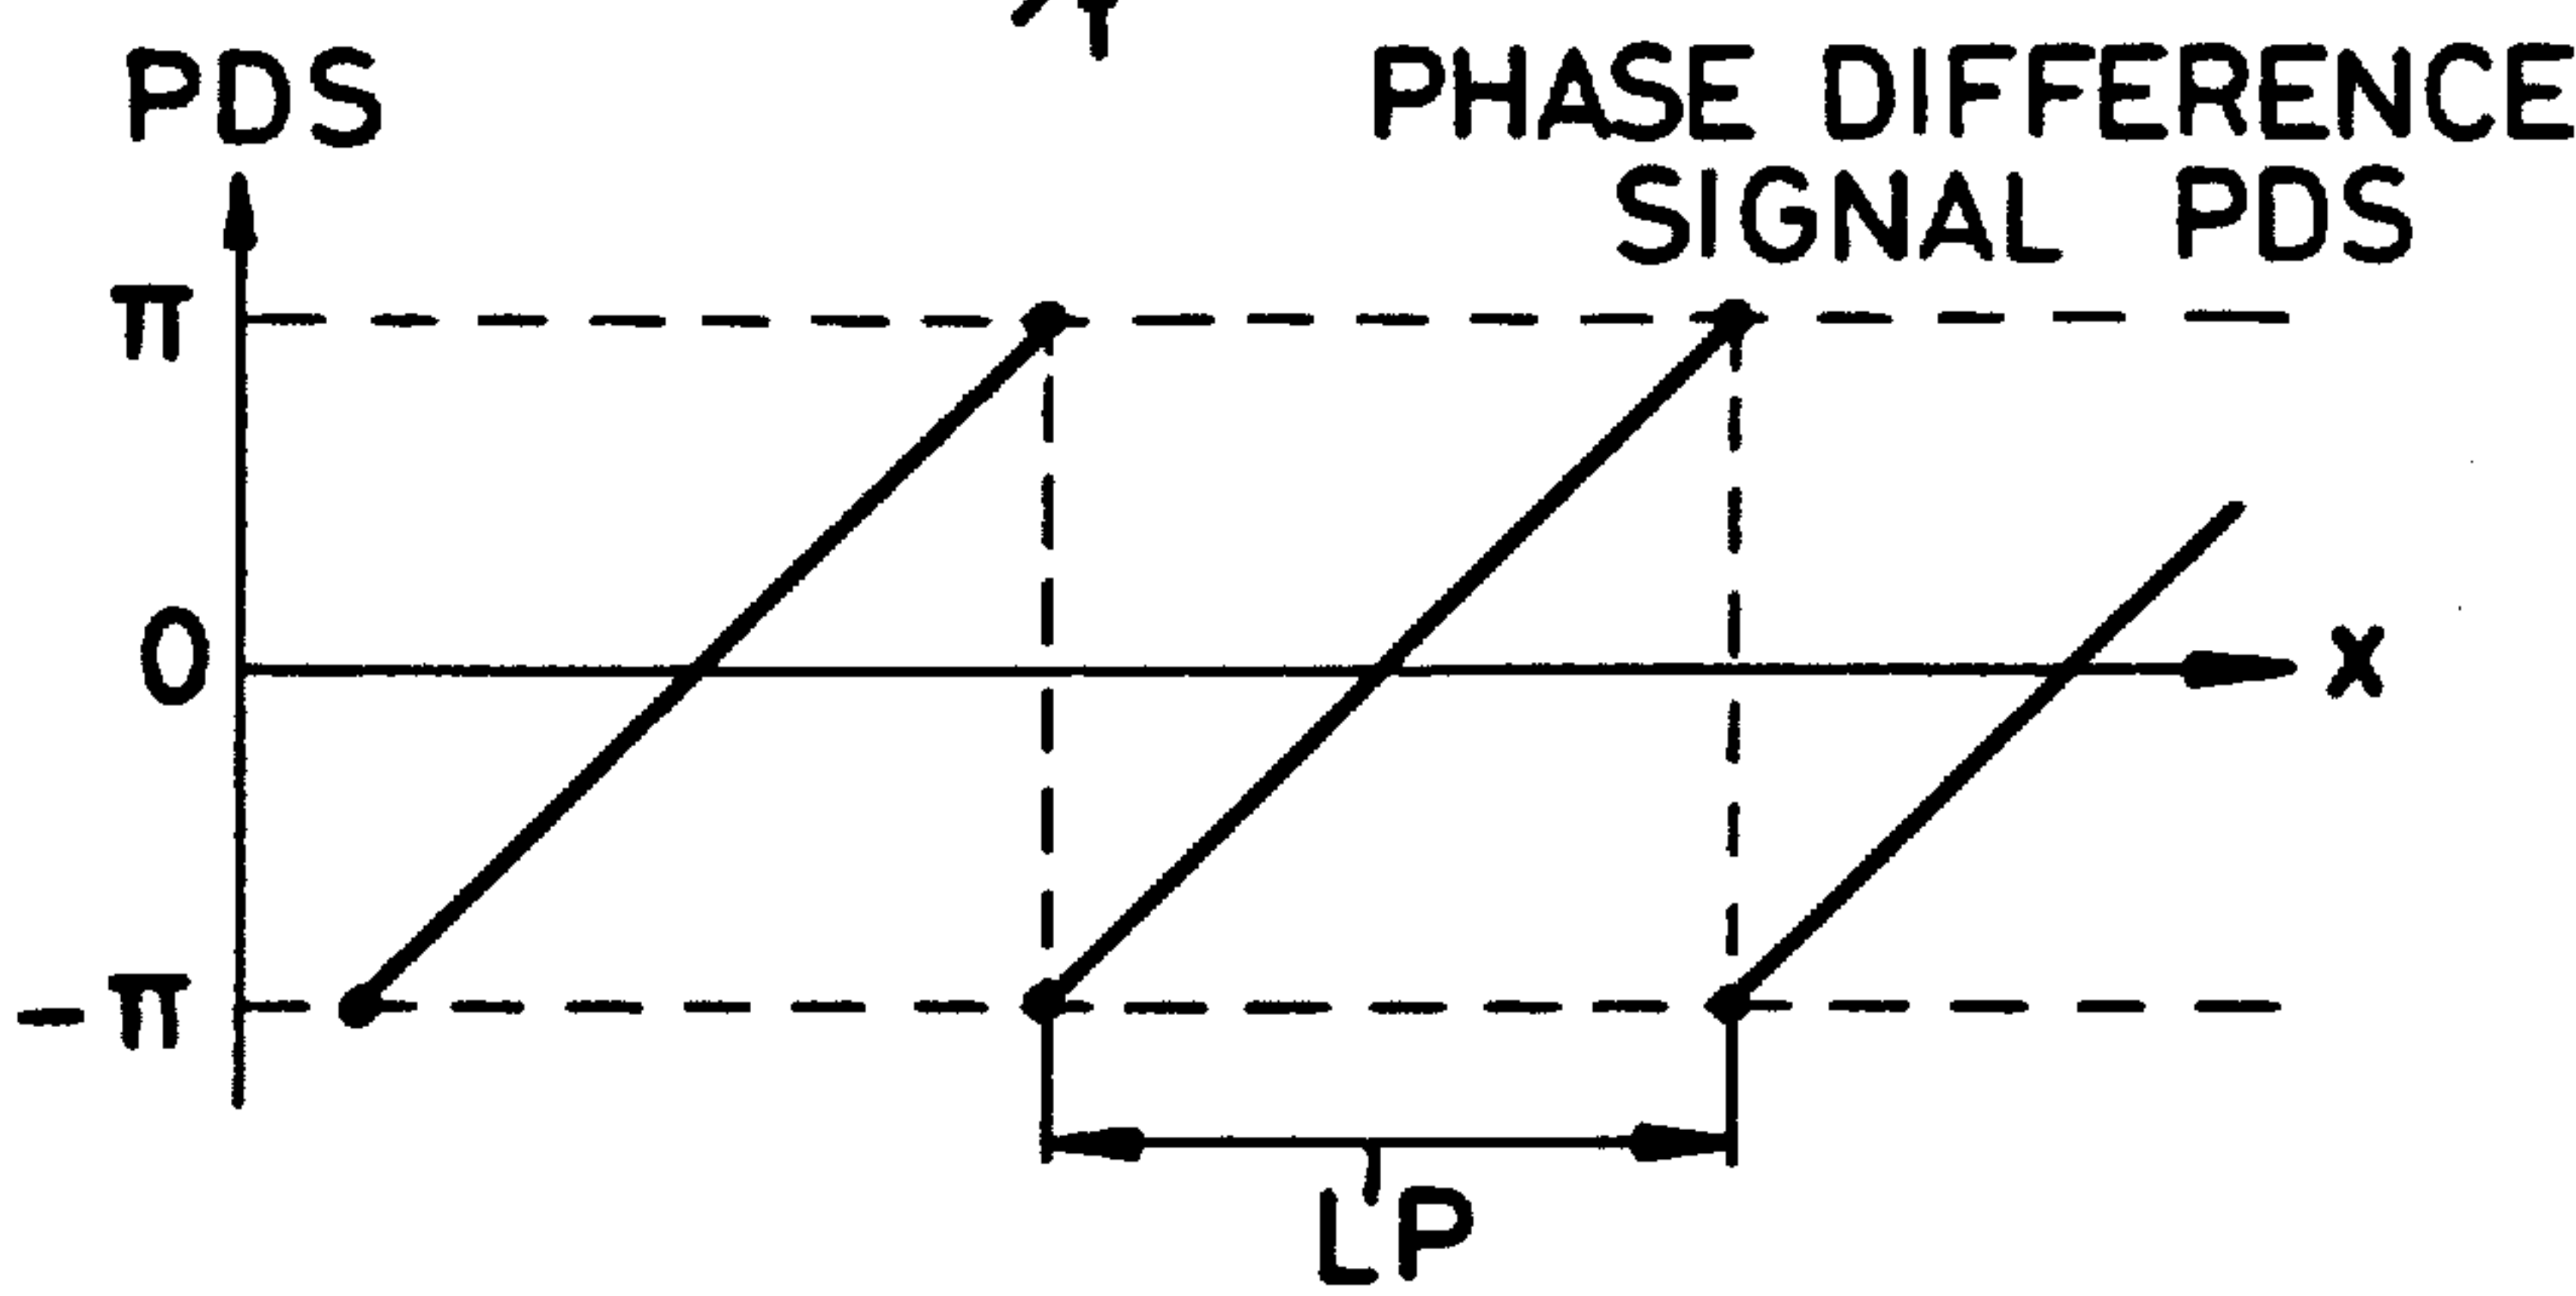 PDS
PHASE DIFFERENCE
SIGNAL PDS
π
0
X
-π
LP